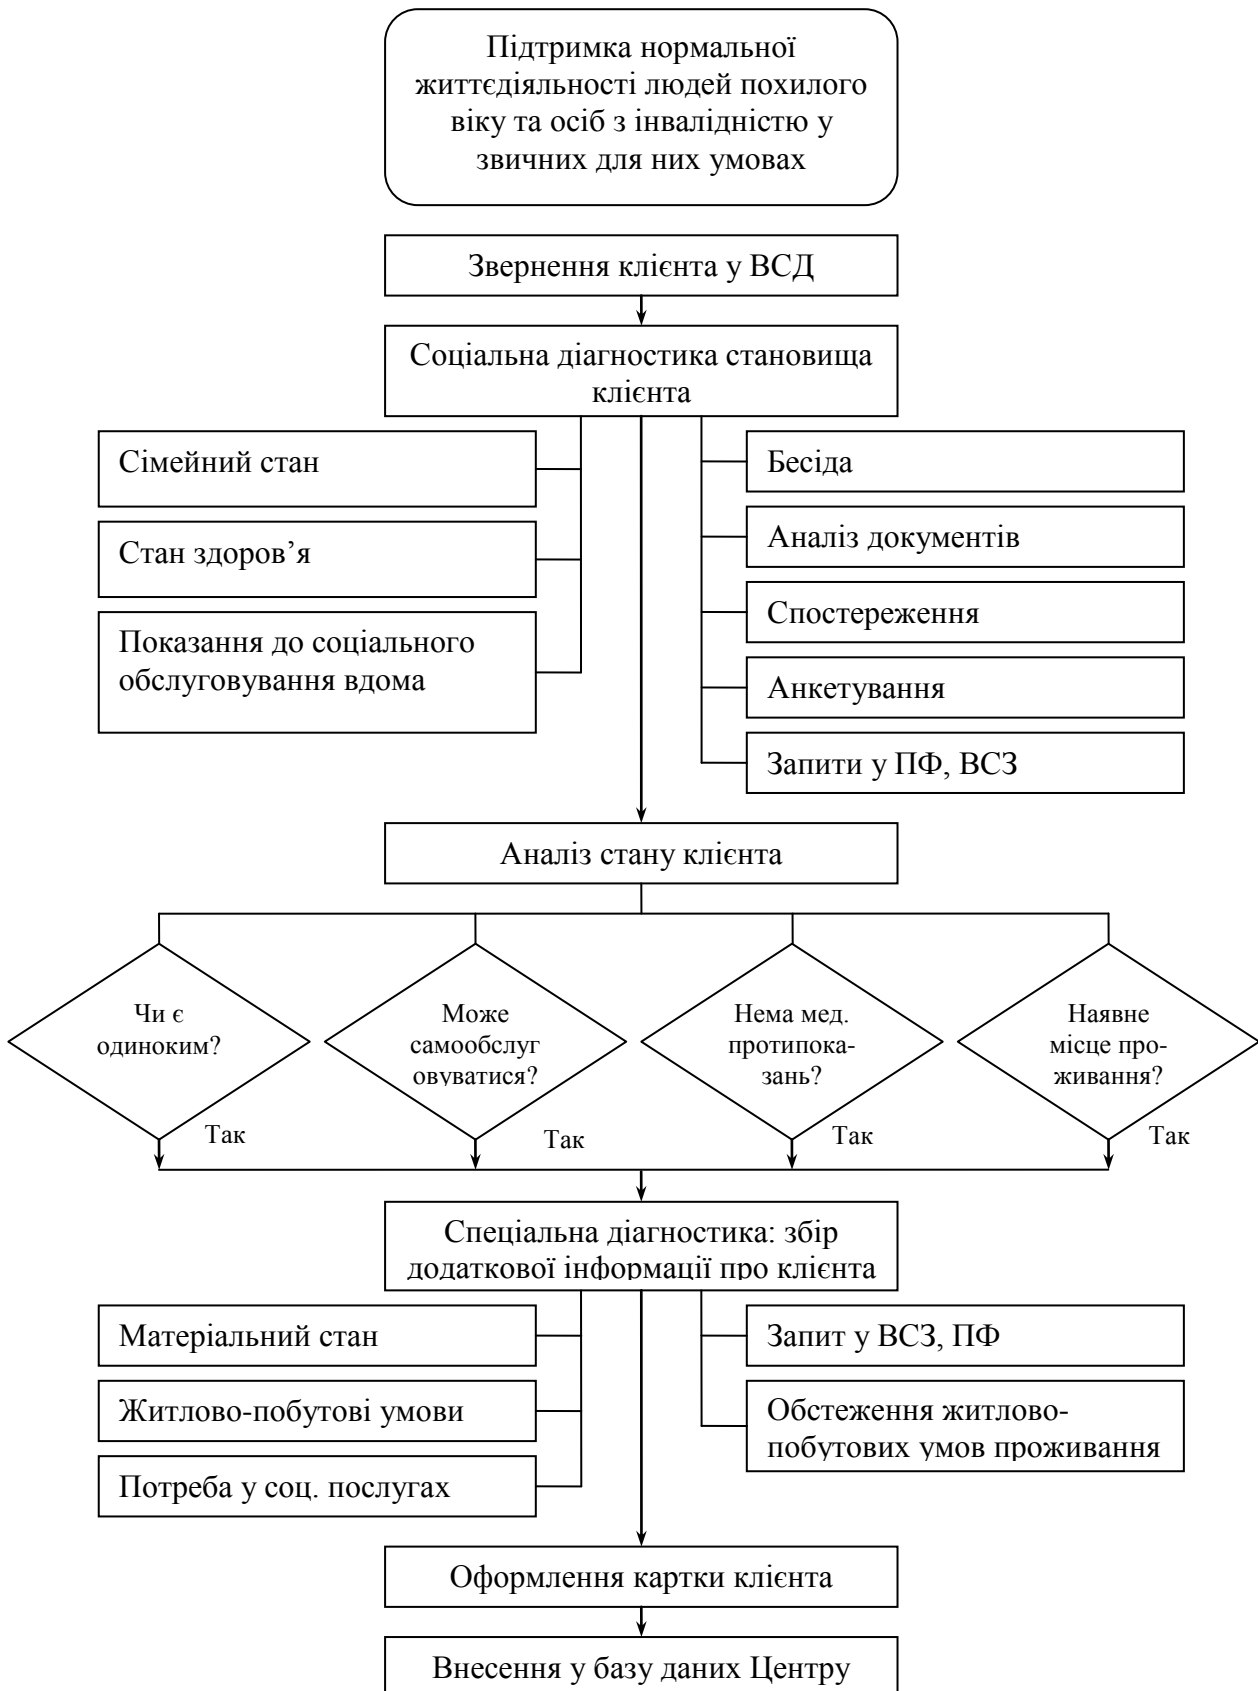 Підтримка нормальної
життєдіяльності людей похилого
віку та осіб з інвалідністю у
звичних для них умовах
Звернення клієнта у ВСД
Соціальна діагностика становища
клієнта
Сімейний стан
Стан здоров’я
Показання до соціального
обслуговування вдома
Бесіда
Аналіз документів
Спостереження
Анкетування
Запити у ПФ, ВСЗ
Аналіз стану клієнта
Чи є
одиноким?
Може
самообслуг
овуватися?
Нема мед.
протипока-
зань?
Наявне
місце про-
живання?
Так
Так
Так
Так
Спеціальна діагностика: збір
додаткової інформації про клієнта
Матеріальний стан
Житлово-побутові умови
Потреба у соц. послугах
Запит у ВСЗ, ПФ
Обстеження житлово-
побутових умов проживання
Оформлення картки клієнта
Внесення у базу даних Центру